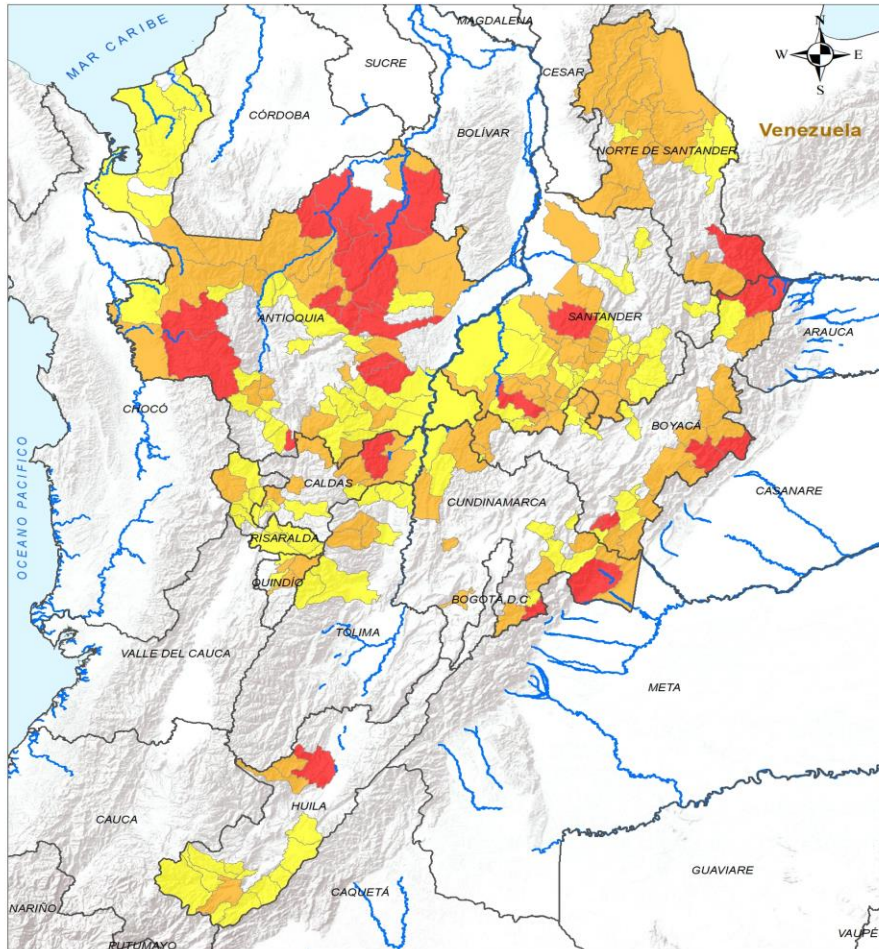 MAGDALENA
MAR CARIBE
SUCRE
CESAR
N
W
E
S
CÓRDOBA
BOLÍVAR
Venezuela
NORTE DE SANTANDER
ANTIOQUIA
SANTANDER
ARAUCA
CHOCÓ
BOYACÁ
OCEANO PACIFICO
CALDAS
CUNDINAMARCA
CASANARE
RISARALDA
QUINDÍO
BOGOTÁ, D.C
TOLIMA
VALLE DEL CAUCA
META
HUILA
CAUCA
GUAVIARE
CAQUETÁ
NARIÑO
PUTUMAYO
VAUPÉ